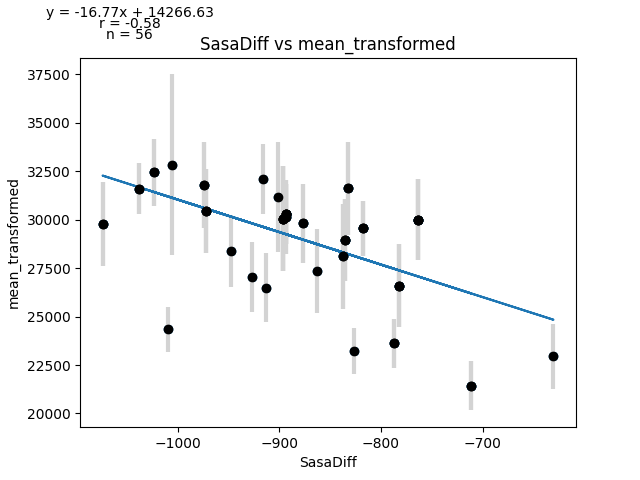 y = -16.77x + 14266.63
r = -0.58
n = 56
SasaDiff vs mean_transformed
37500
35000
32500
30000
27500
25000
22500
20000
mean_transformed
−1000
−900
−800
−700
SasaDiff